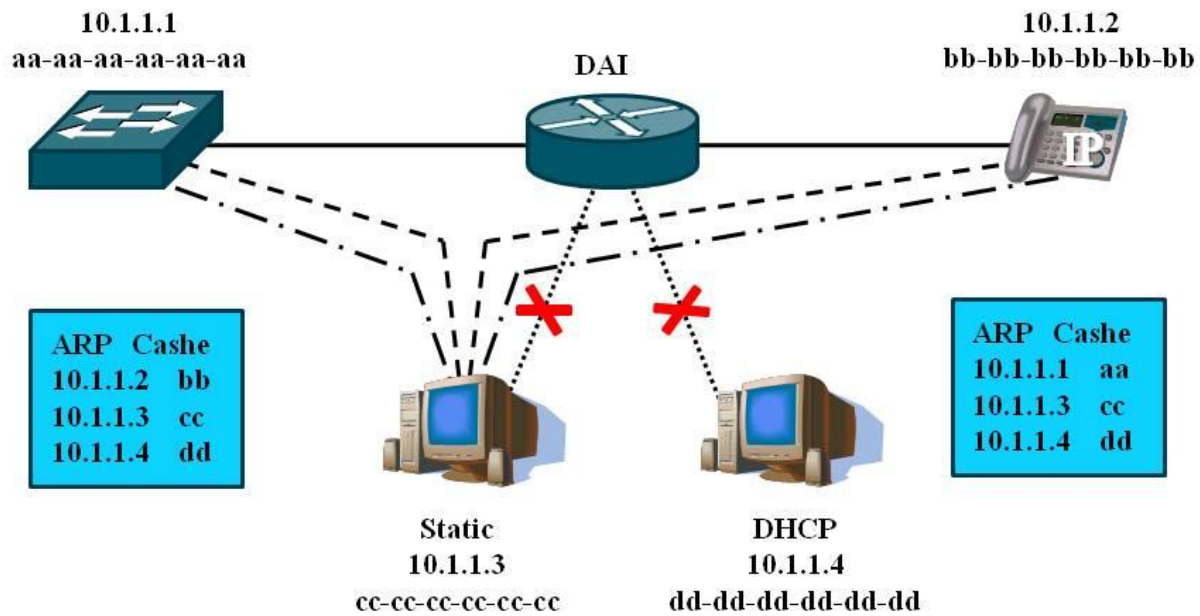 10.1.1.1
aa-aa-aa-aa-aa-aa
DAI
10.1.1.2
bb-bb-bb-bb-bb-bb
IP
ARP Cashe
10.1.1.2 bb
10.1.1.3 cc
10.1.1.4 dd
ARP Cashe
10.1.1.1 aa
10.1.1.3 cc
10.1.1.4 dd
Static
10.1.1.3
cc-cc-cc-cc-cc-cc
DHCP
10.1.1.4
dd-dd-dd-dd-dd-dd